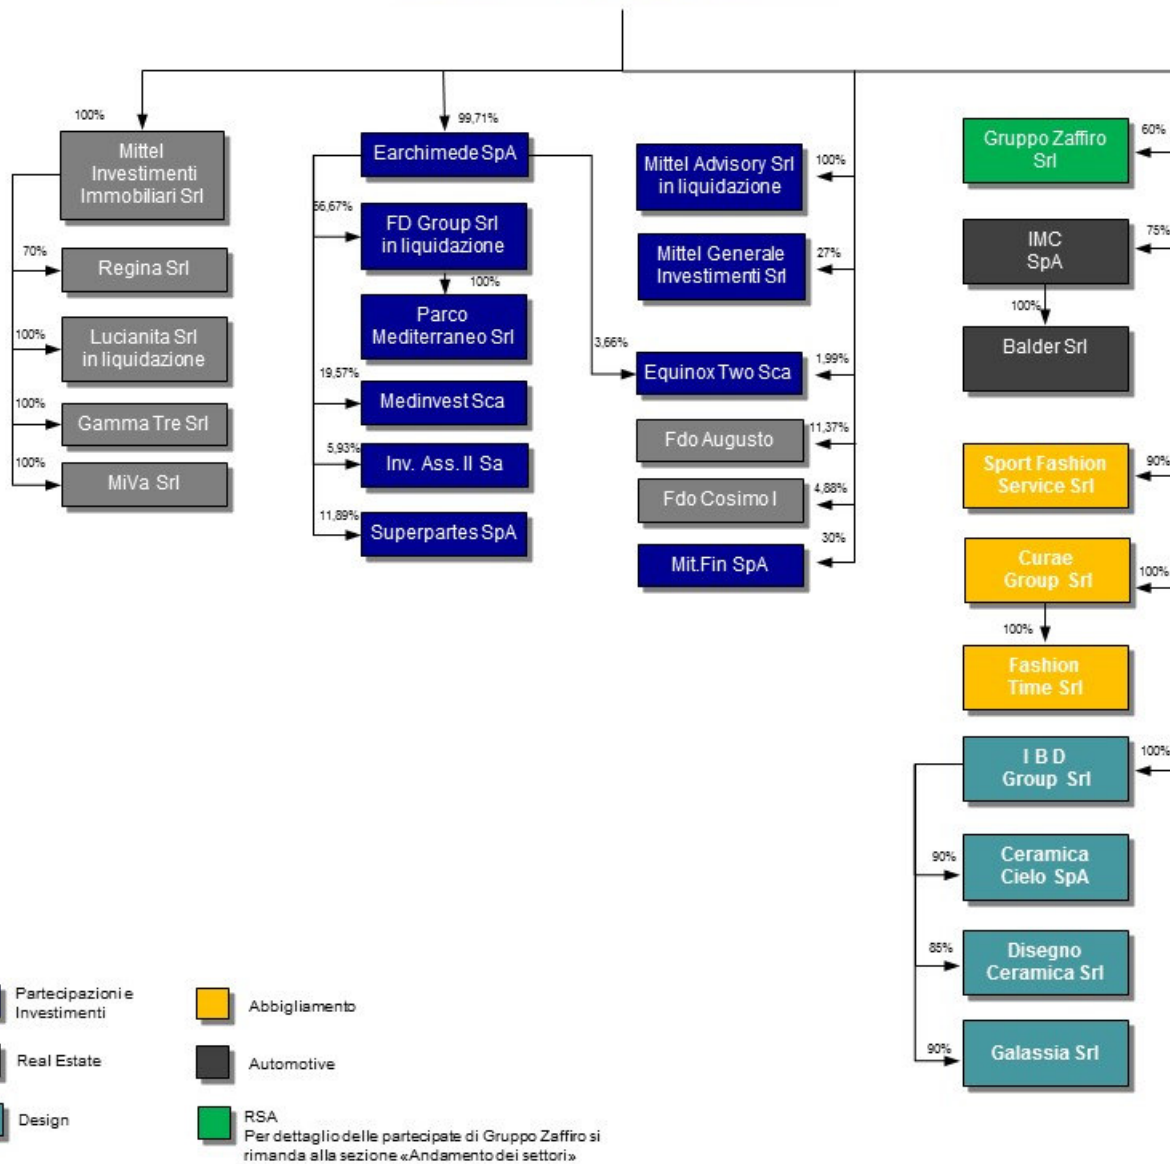 100%
Mittel
Investimenti
Immobiliari Srl
70%
Regina Srl
100%
Lucianita Srl
in liquidazione
100%
Gamma Tre Srl
100%
MiVa Srl
99,71%
Earchimede SpA
66,67%
FD Group Srl
in liquidazione
100%
Parco
Mediterraneo Srl
19,57%
Medinvest Sca
5,93%
Inv. Ass. II Sa
11,89%
Superpartes SpA
3,66%
Mittel Advisory Srl
in liquidazione
100%
Mittel Generale
Investimenti Srl
27%
Equinox Two Sca
1,99%
Fdo Augusto
11,37%
Fdo Cosimo I
4,88%
Mit.Fin SpA
30%
Gruppo Zaffiro
Srl
60%
IMC
SpA
75%
100%
Balder Srl
Sport Fashion
Service Srl
90%
Curae
Group Srl
100%
100%
Fashion
Time Srl
I B D
Group Srl
100%
90%
Ceramica
Cielo SpA
85%
Disegno
Ceramica Srl
90%
Galassia Srl
Partecipazioni e
Investimenti
Real Estate
Design
Abbigliamento
Automotive
RSA
Per dettaglio delle partecipate di Gruppo Zaffiro si
rimanda alla sezione «Andamento dei settori»